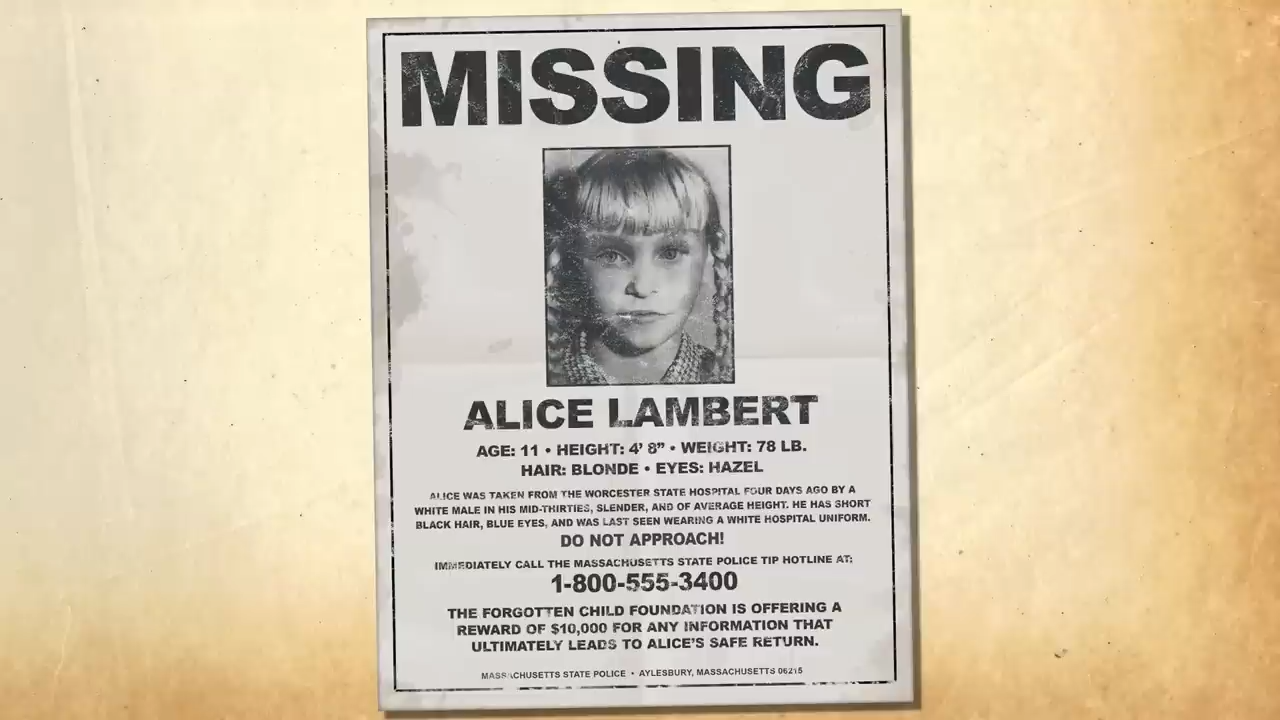 MISSING
ALICE LAMBERT
AGE: 11 • HEIGHT: 4' 8" • WEIGHT: 78 LB.
HAIR: BLONDE • EYES: HAZEL
ALICE WAS TAKEN FROM THE WORCESTER STATE HOSPITAL FOUR DAYS AGO BY A
WHITE MALE IN HIS MID-THIRTIES, SLENDER, AND OF AVERAGE HEIGHT. HE HAS SHORT
BLACK HAIR, BLUE EYES, AND WAS LAST SEEN WEARING A WHITE HOSPITAL UNIFORM.
DO NOT APPROACH!
IMMEDIATELY CALL THE MASSACHUSETTS STATE POLICE TIP HOTLINE AT:
1-800-555-3400
THE FORGOTTEN CHILD FOUNDATION IS OFFERING A
REWARD OF $10,000 FOR ANY INFORMATION THAT
ULTIMATELY LEADS TO ALICE'S SAFE RETURN.
MASSACHUSETTS STATE POLICE • AYLESBURY, MASSACHUSETTS 06215